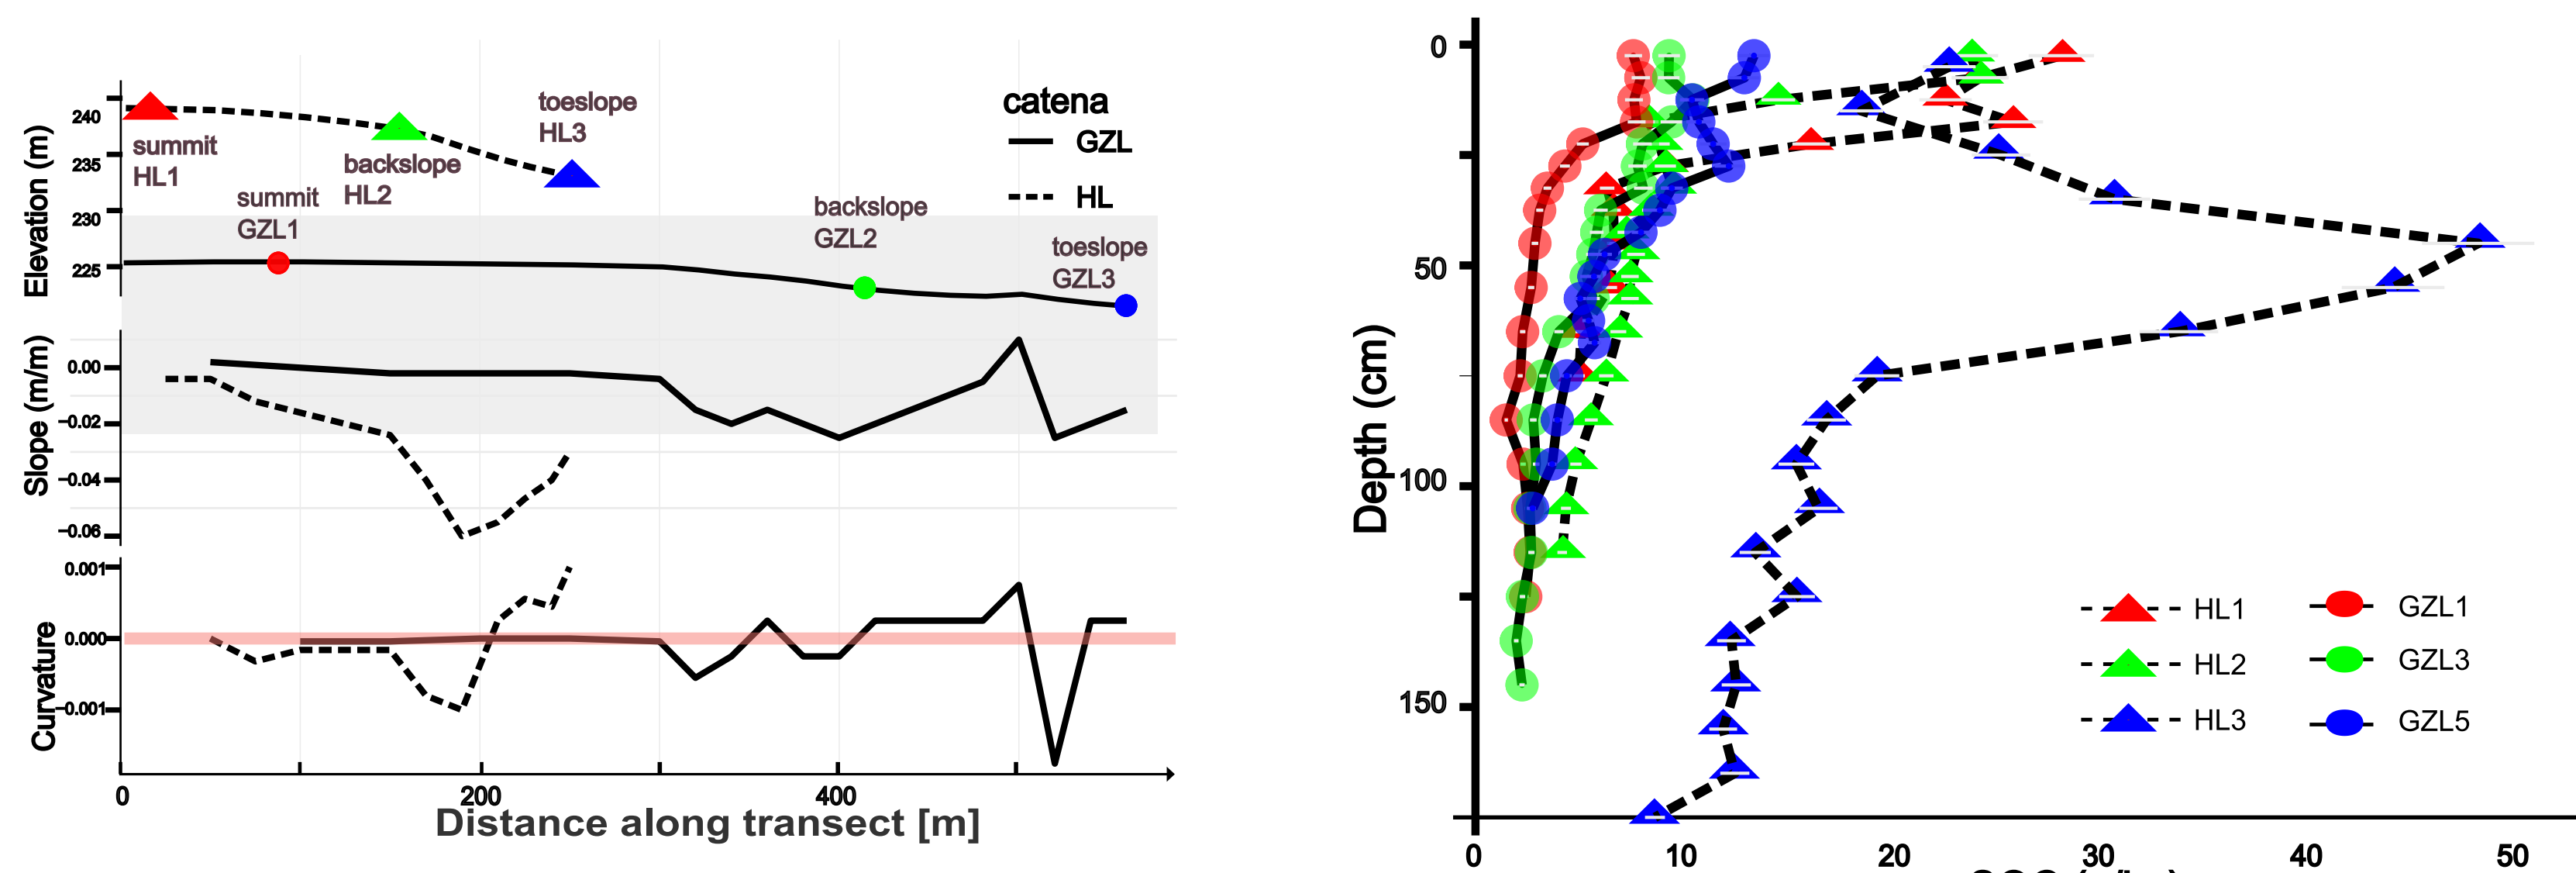 Elevation (m)
240
235
230
225
summit
HL1
backslope
HL2
toeslope
HL3
summit
GZL1
backslope
GZL2
toeslope
GZL3
catena
GZL
HL
Slope (m/m)
0.00
−0.02
−0.04
−0.06
Curvature
0.001
0.000
−0.001
0
200
400
Distance along transect [m]
Depth (cm)
0
50
100
150
HL1
HL2
HL3
GZL1
GZL3
GZL5
0
10
20
30
40
50